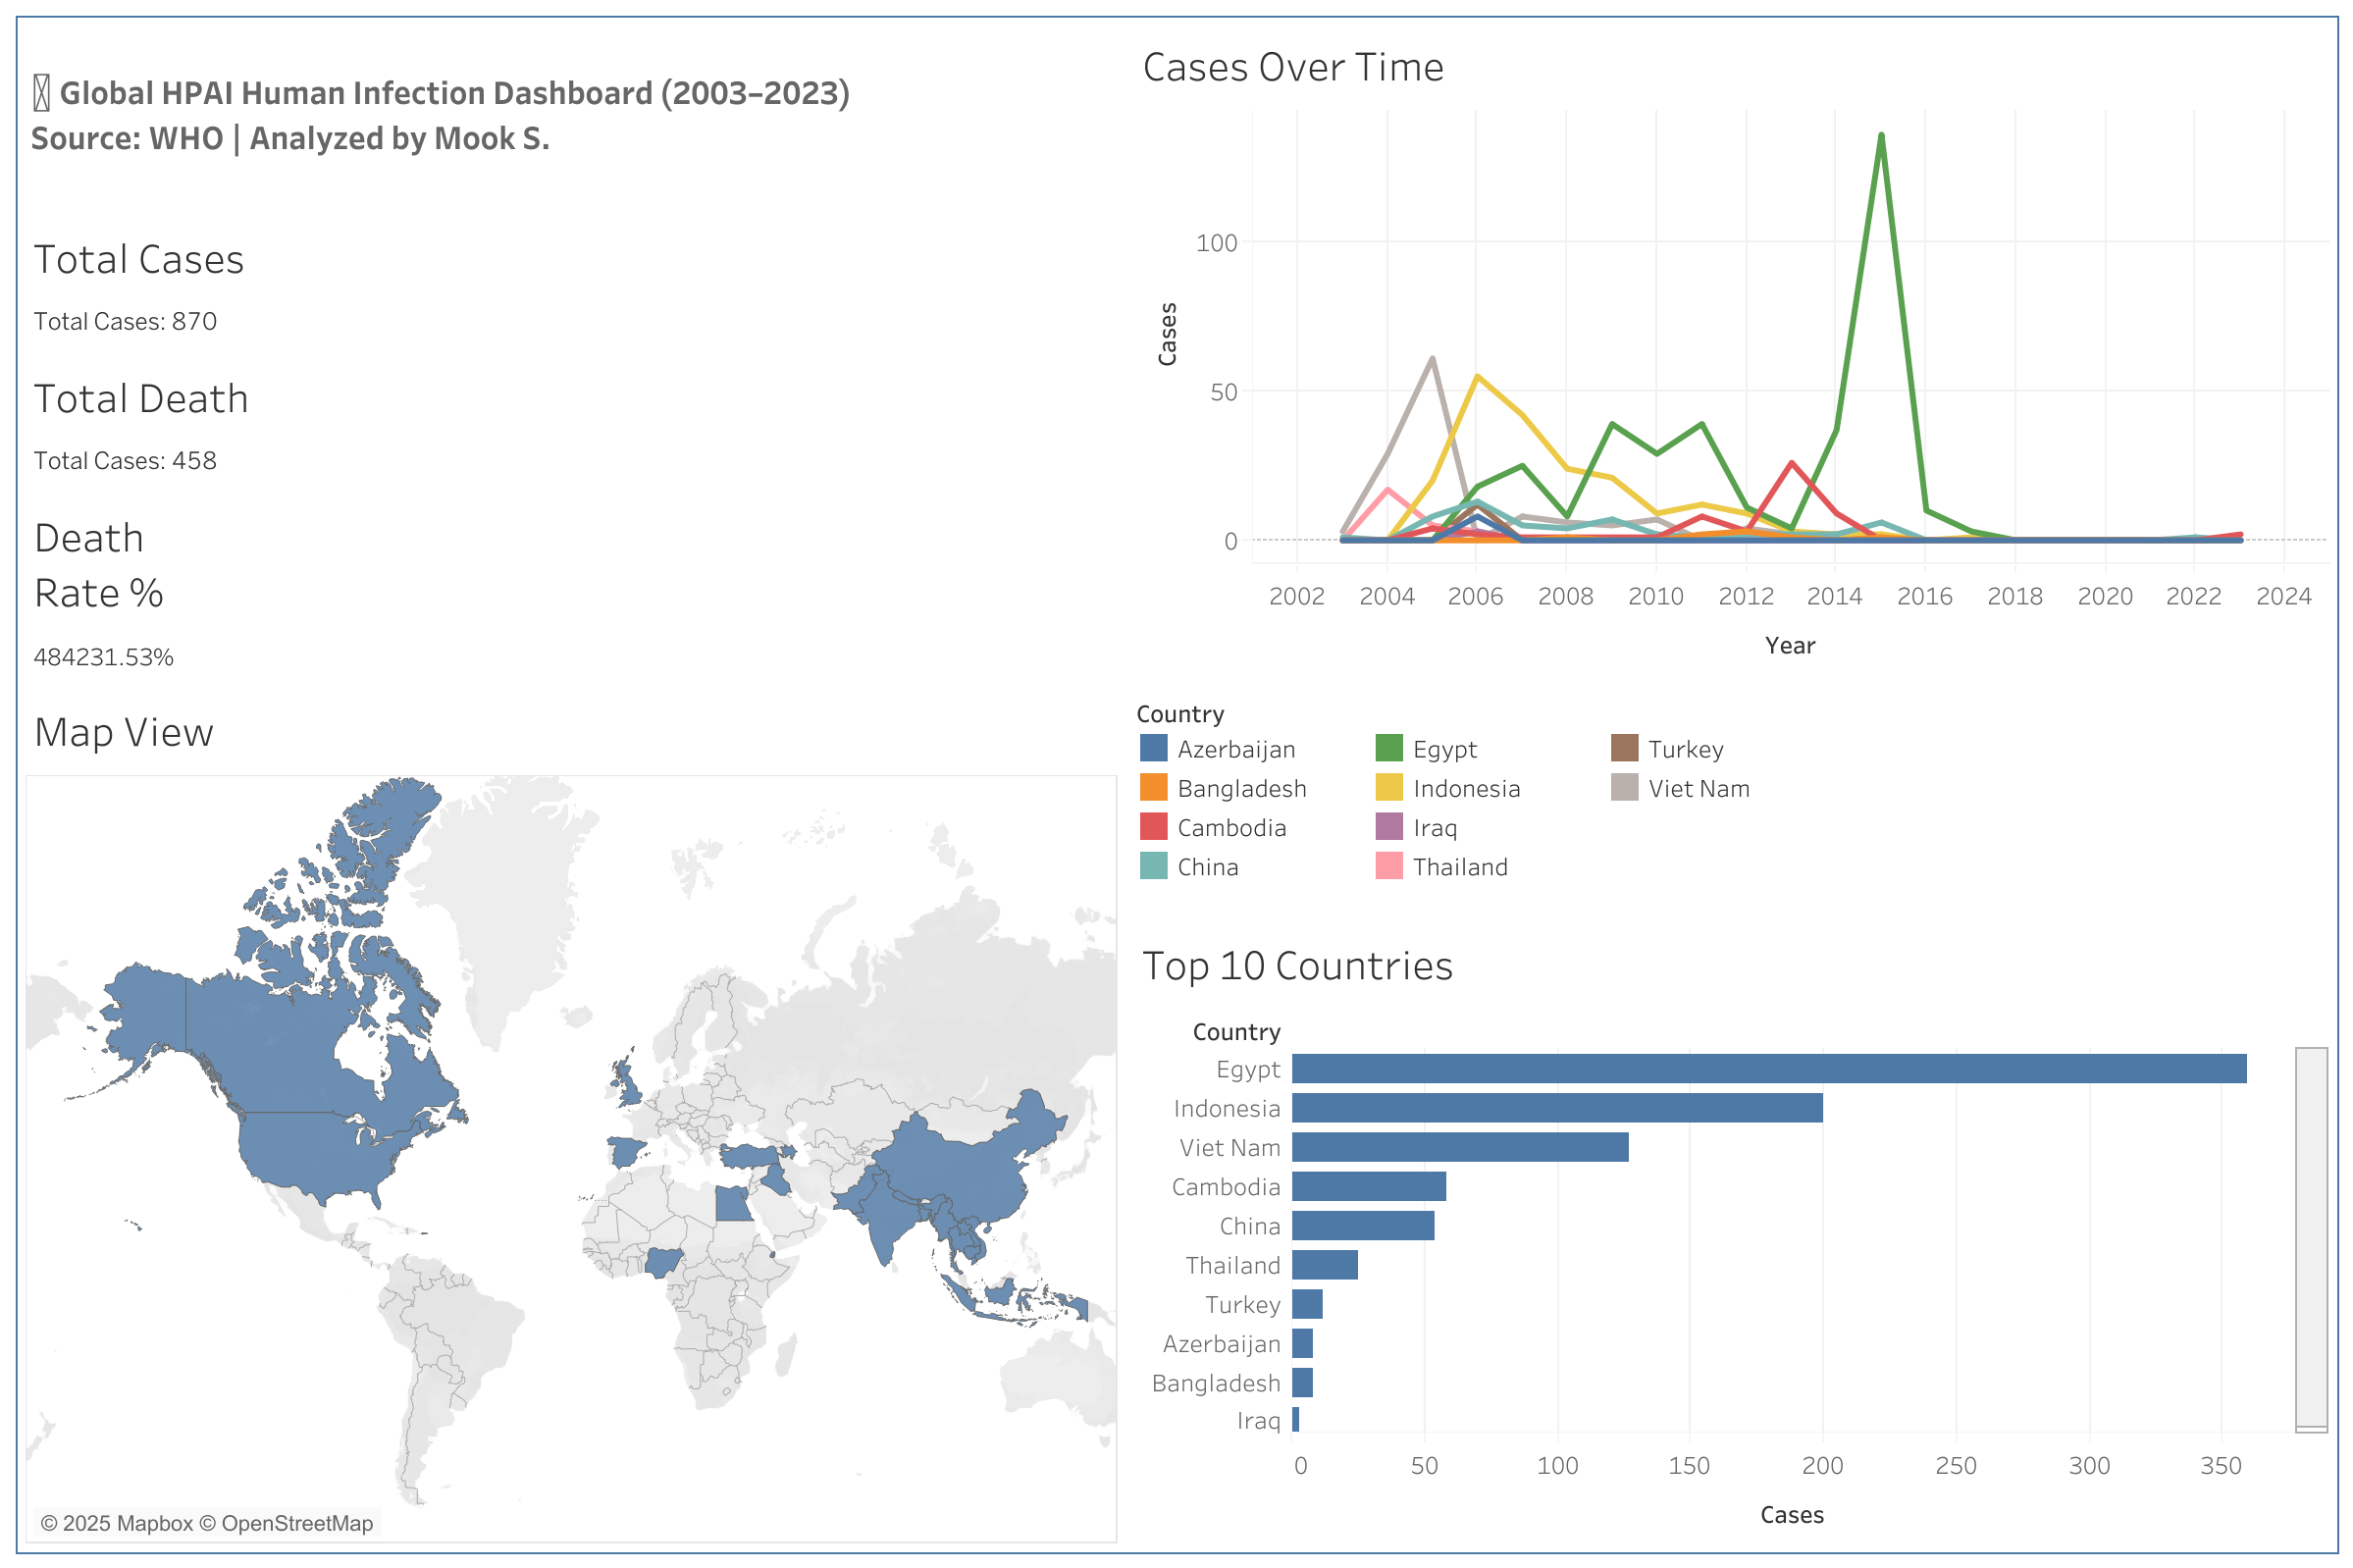 Global HPAI Human Infection Dashboard (2003–2023)
Source: WHO | Analyzed by Mook S.
Total Cases
Total Cases: 870
Total Death
Total Cases: 458
Death
Rate %
484231.53%
Map View
© 2025 Mapbox © OpenStreetMap
Cases Over Time
100
50
0
Cases
2002 2004 2006 2008 2010 2012 2014 2016 2018 2020 2022 2024
Year
Country
Azerbaijan Egypt Turkey
Bangladesh Indonesia Viet Nam
Cambodia Iraq
China Thailand
Top 10 Countries
Country
Egypt
Indonesia
Viet Nam
Cambodia
China
Thailand
Turkey
Azerbaijan
Bangladesh
Iraq
0 50 100 150 200 250 300 350
Cases